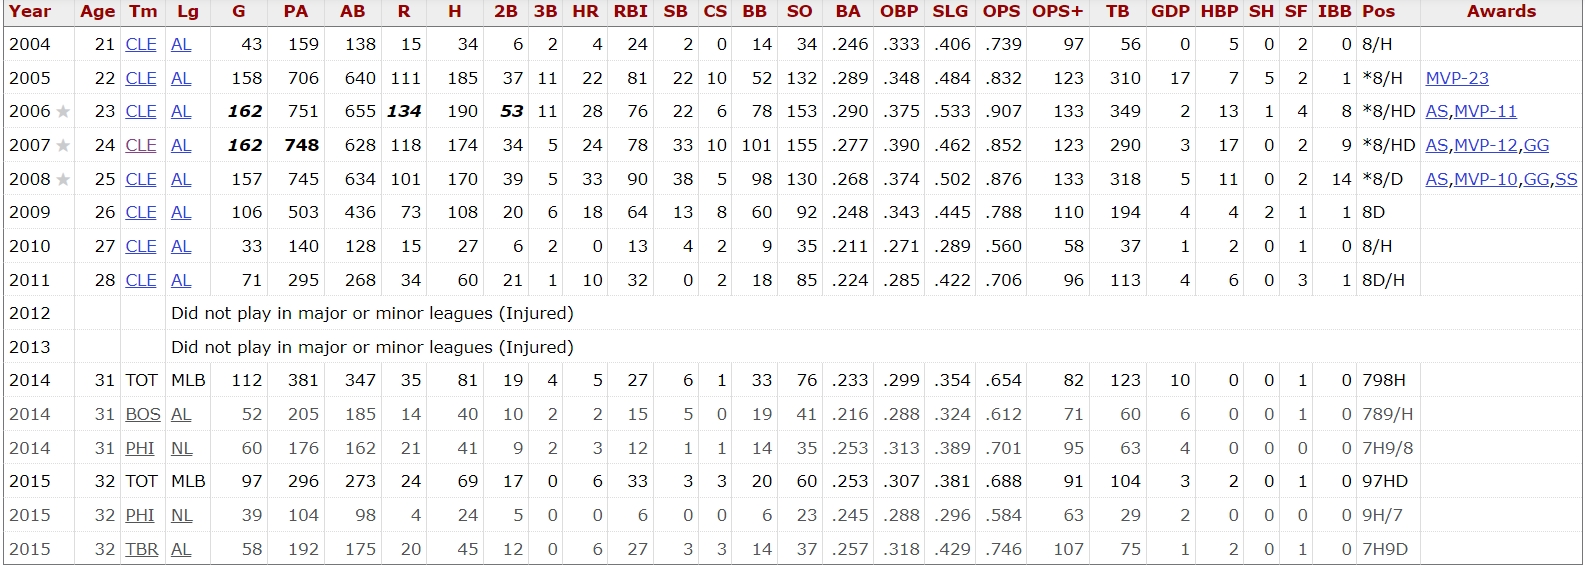 Year Age Tm Lg G PA AB R H 2B 3B HR RBI SB CS BB SO BA OBP SLG OPS OPS+ TB GDP HBP SH SF IBB Pos Awards
2004 21 CLE AL 43 159 138 15 34 6 2 4 24 2 0 14 34 .246 .333 .406 .739 97 56 0 5 0 2 0 8/H
2005 22 CLE AL 158 706 640 111 185 37 11 22 81 22 10 52 132 .289 .348 .484 .832 123 310 17 7 5 2 1 *8/H MVP-23
2006 ★ 23 CLE AL 162 751 655 134 190 53 11 28 76 22 6 78 153 .290 .375 .533 .907 133 349 2 13 1 4 8 *8/HD AS,MVP-11
2007 ★ 24 CLE AL 162 748 628 118 174 34 5 24 78 33 10 101 155 .277 .390 .462 .852 123 290 3 17 0 2 9 *8/HD AS,MVP-12,GG
2008 ★ 25 CLE AL 157 745 634 101 170 39 5 33 90 38 5 98 130 .268 .374 .502 .876 133 318 5 11 0 2 14 *8/D AS,MVP-10,GG,SS
2009 26 CLE AL 106 503 436 73 108 20 6 18 64 13 8 60 92 .248 .343 .445 .788 110 194 4 4 2 1 1 8D
2010 27 CLE AL 33 140 128 15 27 6 2 0 13 4 2 9 35 .211 .271 .289 .560 58 37 1 2 0 1 0 8/H
2011 28 CLE AL 71 295 268 34 60 21 1 10 32 0 2 18 85 .224 .285 .422 .706 96 113 4 6 0 3 1 8D/H
2012 Did not play in major or minor leagues (Injured)
2013 Did not play in major or minor leagues (Injured)
2014 31 TOT MLB 112 381 347 35 81 19 4 5 27 6 1 33 76 .233 .299 .354 .654 82 123 10 0 0 1 0 798H
2014 31 BOS AL 52 205 185 14 40 10 2 2 15 5 0 19 41 .216 .288 .324 .612 71 60 6 0 0 1 0 789/H
2014 31 PHI NL 60 176 162 21 41 9 2 3 12 1 1 14 35 .253 .313 .389 .701 95 63 4 0 0 0 0 7H9/8
2015 32 TOT MLB 97 296 273 24 69 17 0 6 33 3 3 20 60 .253 .307 .381 .688 91 104 3 2 0 1 0 97HD
2015 32 PHI NL 39 104 98 4 24 5 0 0 6 0 0 6 23 .245 .288 .296 .584 63 29 2 0 0 0 0 9H/7
2015 32 TBR AL 58 192 175 20 45 12 0 6 27 3 3 14 37 .257 .318 .429 .746 107 75 1 2 0 1 0 7H9D